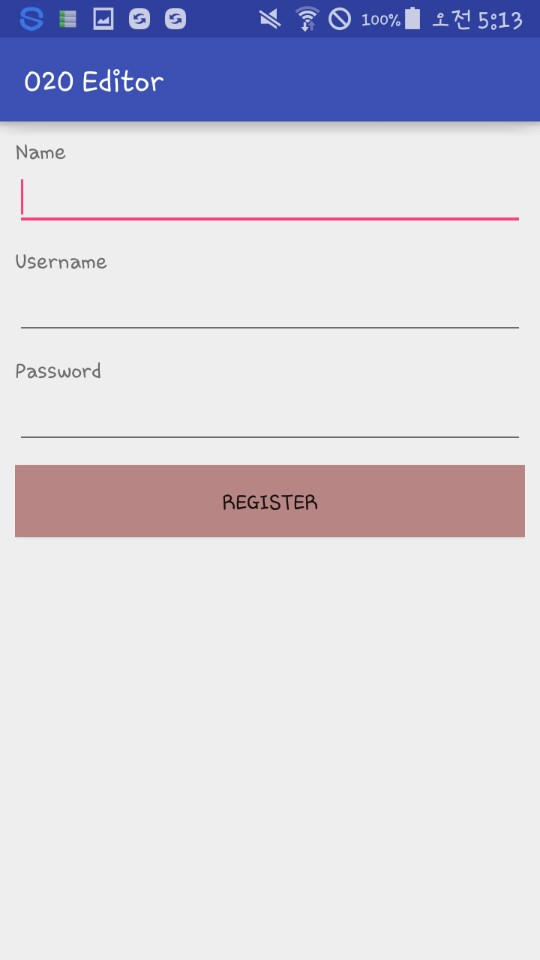 100% 오전 5:13
O2O Editor
Name
Username
Password
REGISTER